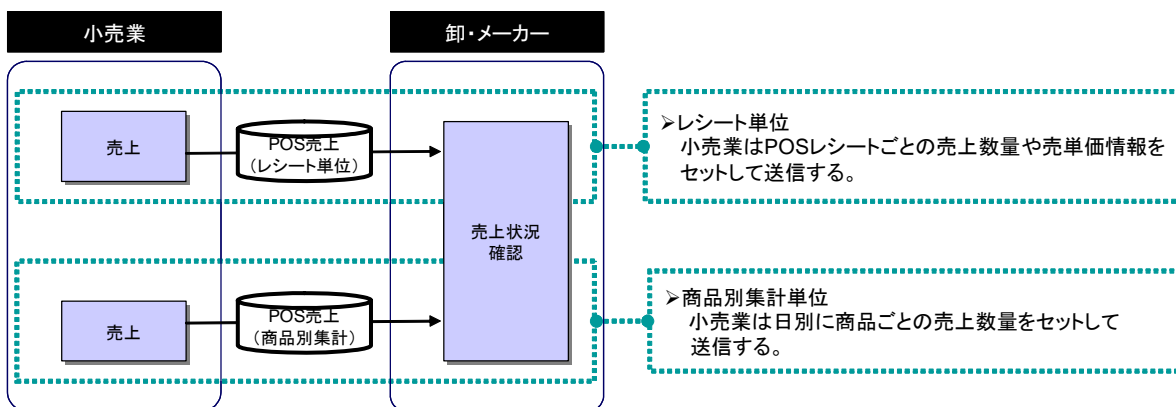 小売業
卸・メーカー
売上
POS売上
（レシート単位）
売上状況
確認
➢レシート単位
小売業はPOSレシートごとの売上数量や売単価情報を
セットして送信する。
売上
POS売上
（商品別集計）
➢商品別集計単位
小売業は日別に商品ごとの売上数量をセットして
送信する。